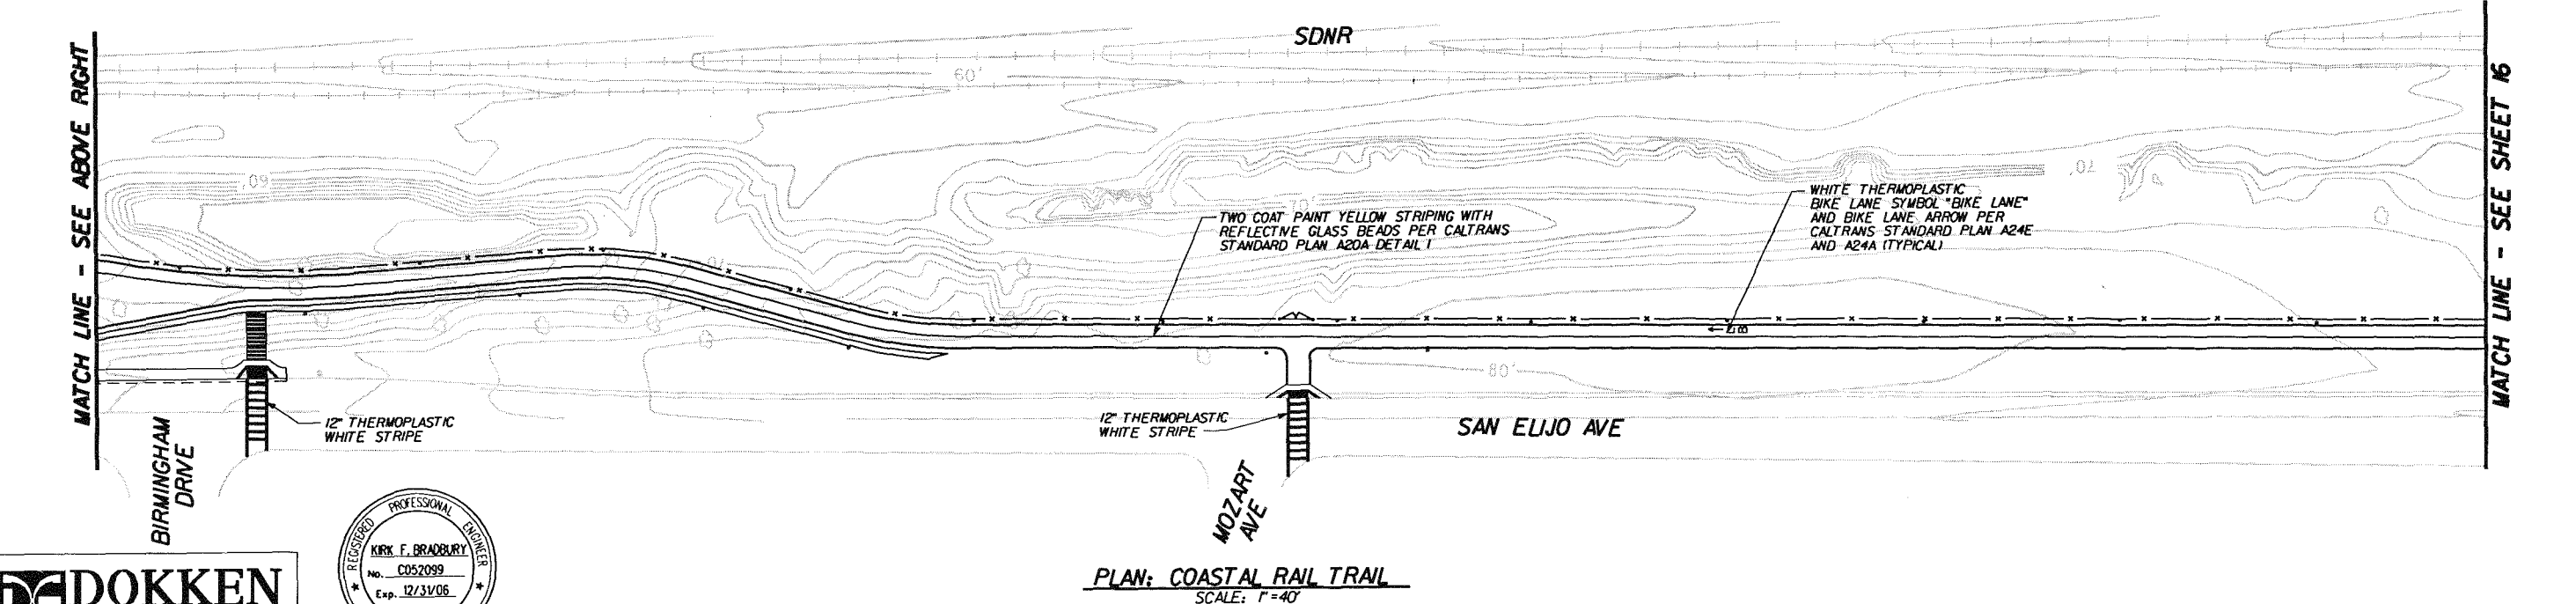 SDNR
60'
MATCH LINE - SEE ABOVE RIGHT
MATCH LINE - SEE SHEET 16
60'
70'
70'
70'
TWO COAT PAINT YELLOW STRIPING WITH
REFLECTIVE GLASS BEADS PER CALTRANS
STANDARD PLAN A20A DETAIL 1
WHITE THERMOPLASTIC
BIKE LANE SYMBOL "BIKE LANE"
AND BIKE LANE ARROW PER
CALTRANS STANDARD PLAN A24E
AND A24A (TYPICAL)
80'
12" THERMOPLASTIC
WHITE STRIPE
12" THERMOPLASTIC
WHITE STRIPE
SAN ELIJO AVE
BIRMINGHAM
DRIVE
MOZART
AVE
REGISTERED PROFESSIONAL ENGINEER
KIRK F. BRADBURY
No. C052099
Exp. 12/31/06
DOKKEN
PLAN: COASTAL RAIL TRAIL
SCALE: 1"=40'